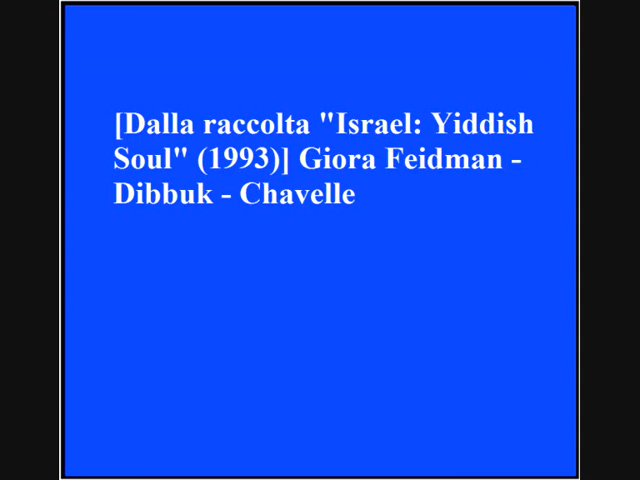 [Dalla raccolta "Israel: Yiddish
Soul" (1993)] Giora Feidman -
Dibbuk - Chavelle